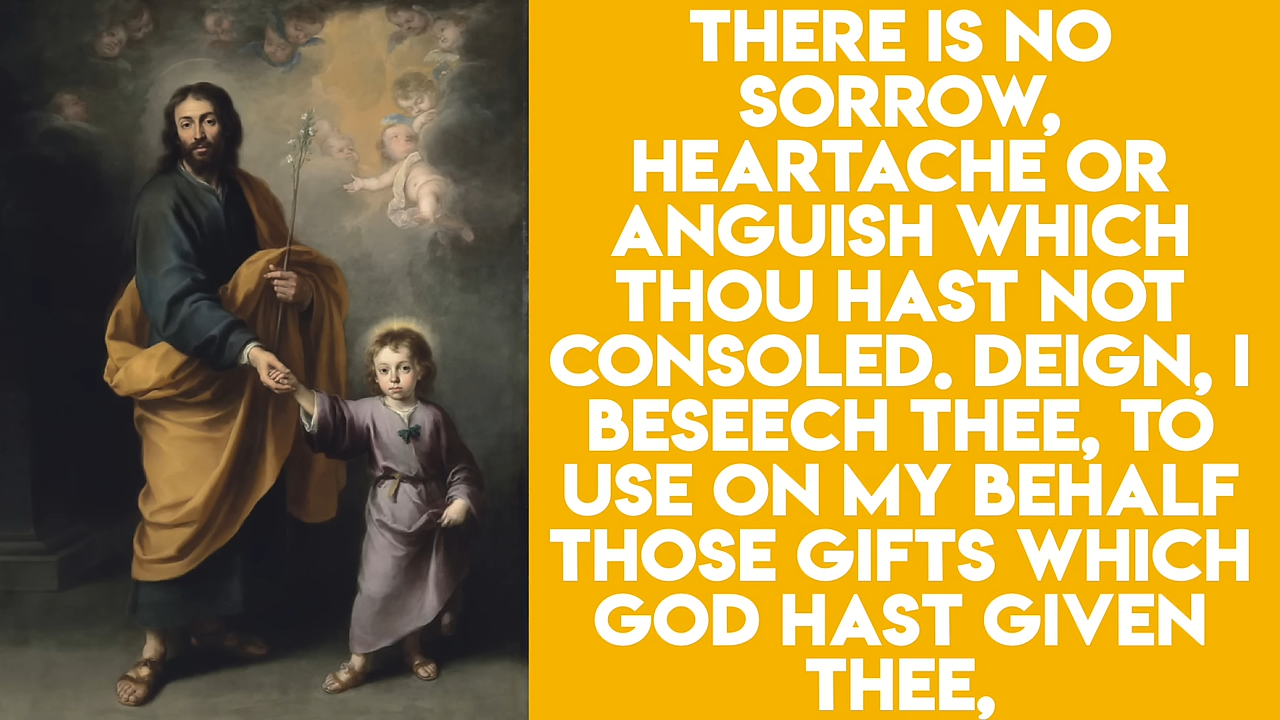 THERE IS NO
SORROW,
HEARTACHE OR
ANGUISH WHICH
THOU HAST NOT
CONSOLED. DEIGN, I
BESEECH THEE, TO
USE ON MY BEHALF
THOSE GIFTS WHICH
GOD HAST GIVEN
THEE,